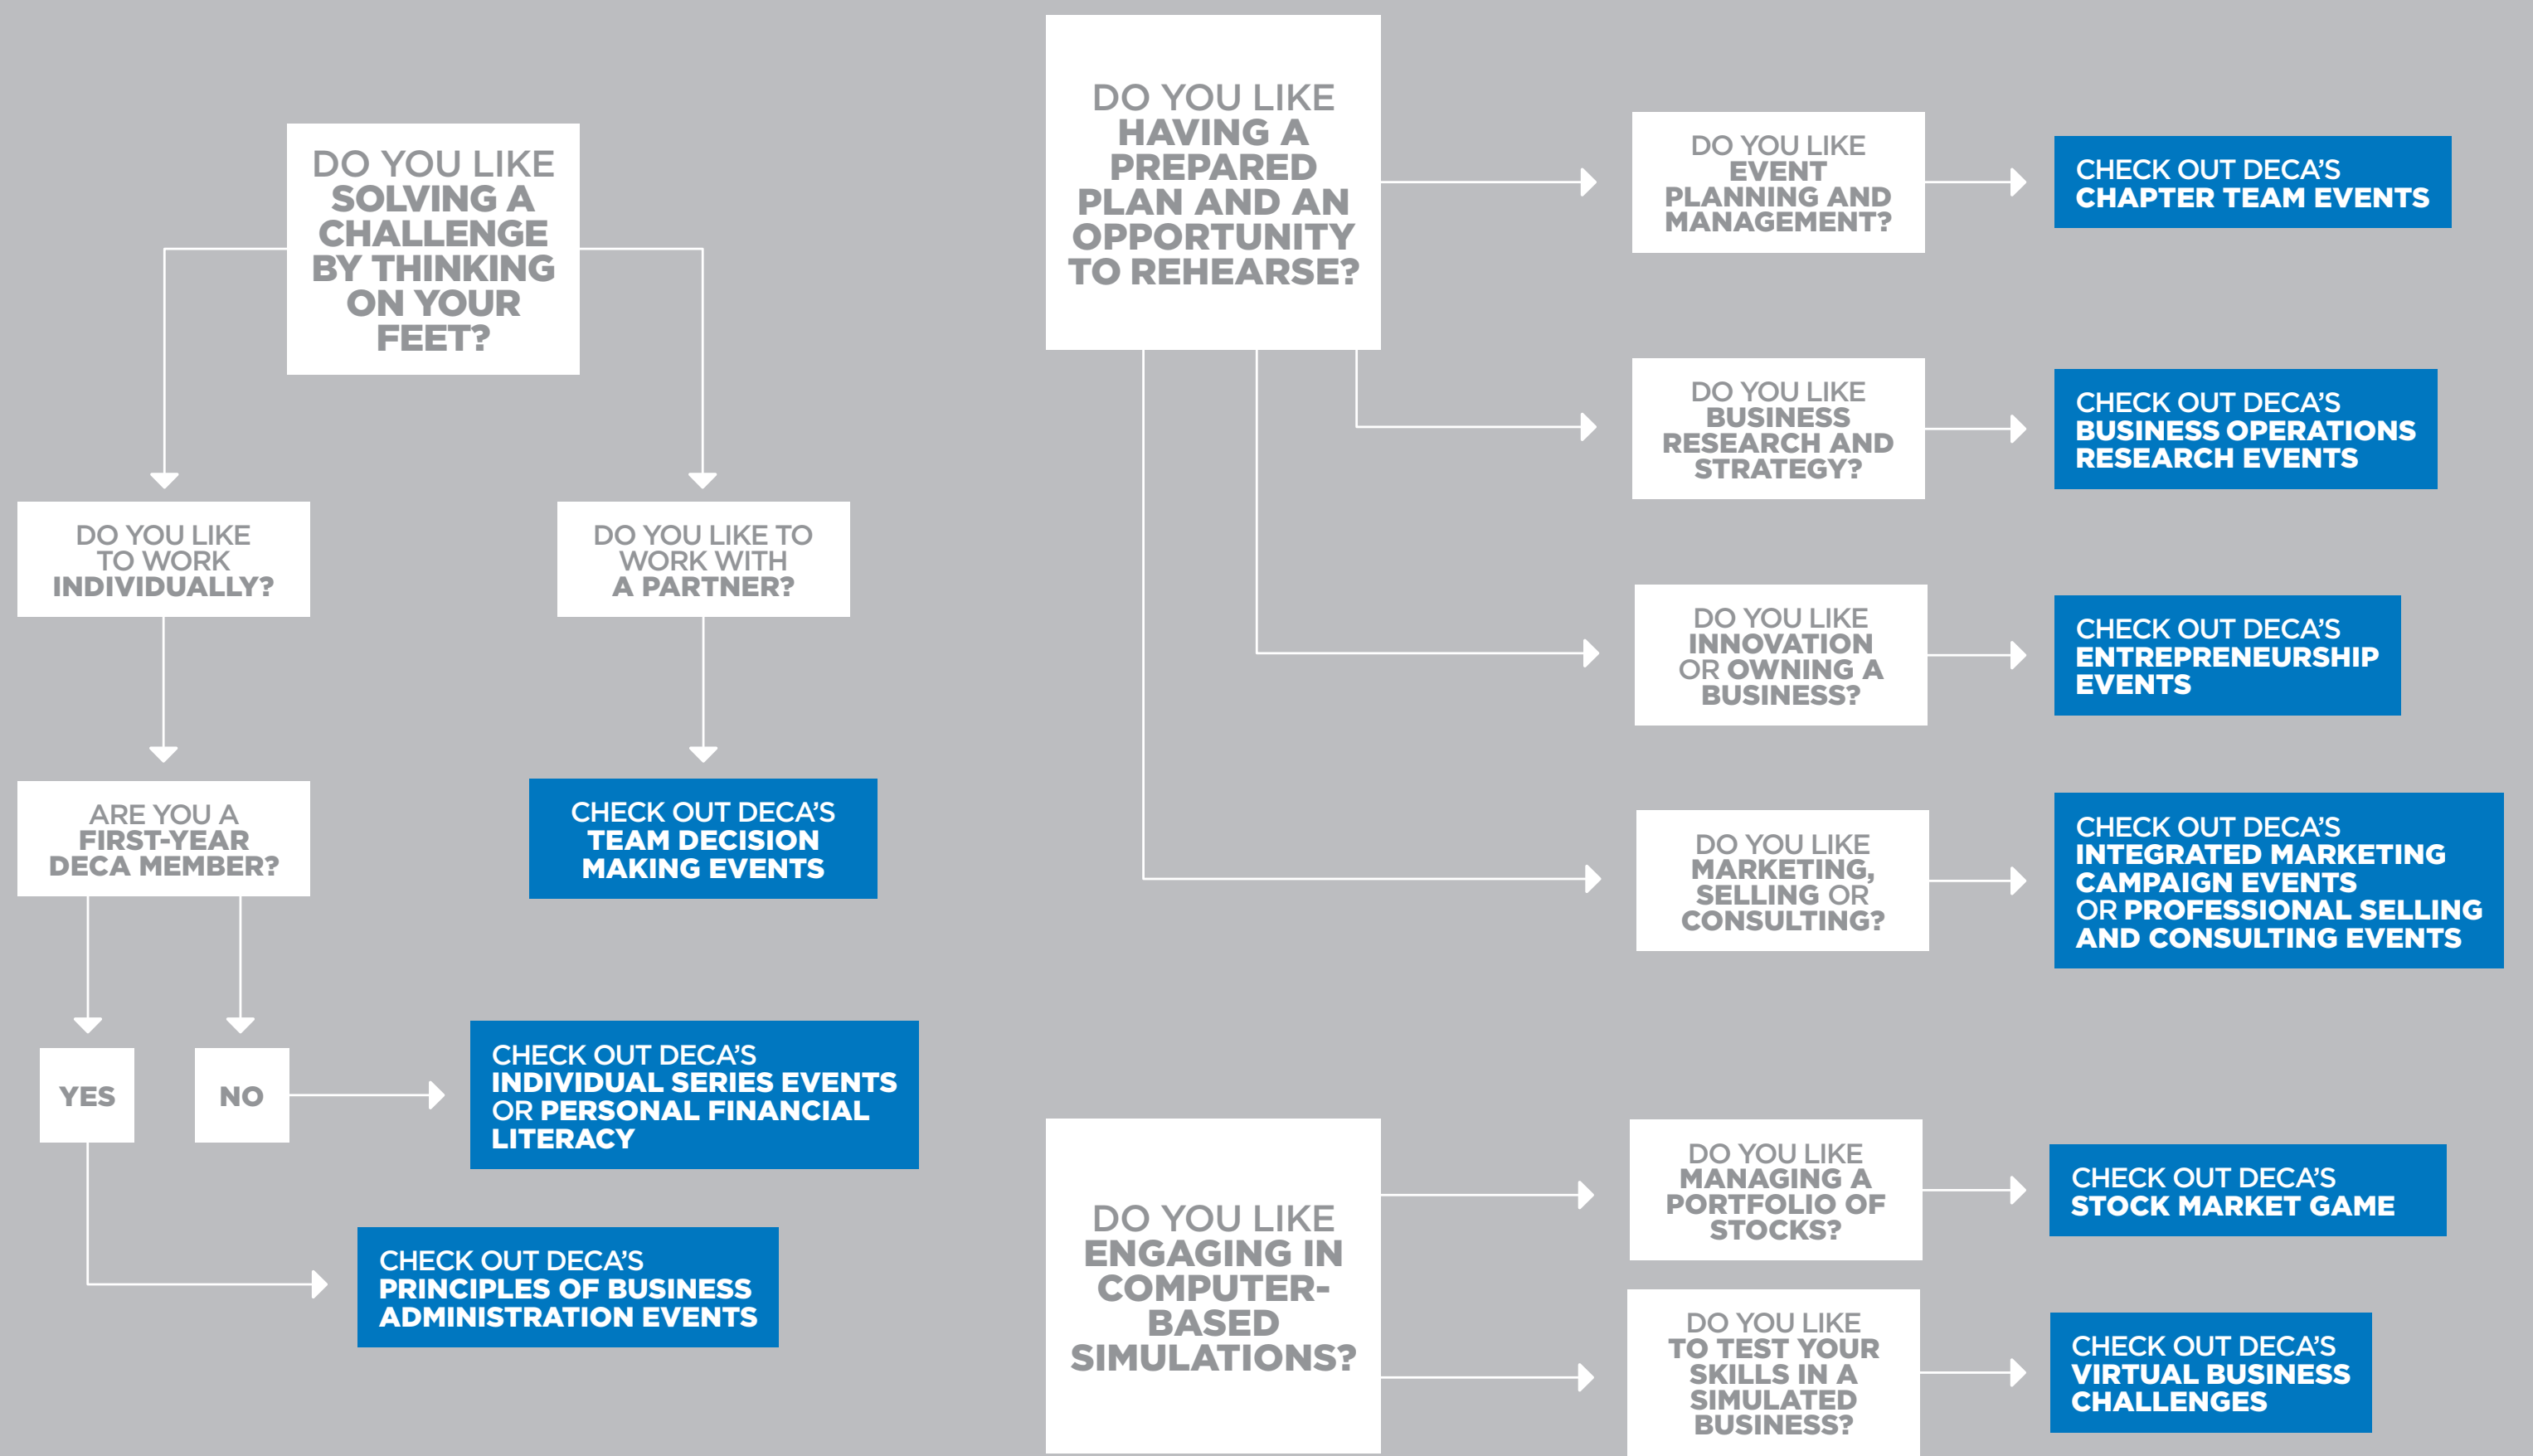 DO YOU LIKE
SOLVING A
CHALLENGE
BY THINKING
ON YOUR
FEET?
DO YOU LIKE
TO WORK
INDIVIDUALLY?
DO YOU LIKE TO
WORK WITH
A PARTNER?
ARE YOU A
FIRST-YEAR
DECA MEMBER?
CHECK OUT DECA'S
TEAM DECISION
MAKING EVENTS
YES
NO
CHECK OUT DECA'S
INDIVIDUAL SERIES EVENTS
OR PERSONAL FINANCIAL
LITERACY
CHECK OUT DECA'S
PRINCIPLES OF BUSINESS
ADMINISTRATION EVENTS
DO YOU LIKE
HAVING A
PREPARED
PLAN AND AN
OPPORTUNITY
TO REHEARSE?
DO YOU LIKE
EVENT
PLANNING AND
MANAGEMENT?
CHECK OUT DECA'S
CHAPTER TEAM EVENTS
DO YOU LIKE
BUSINESS
RESEARCH AND
STRATEGY?
CHECK OUT DECA'S
BUSINESS OPERATIONS
RESEARCH EVENTS
DO YOU LIKE
INNOVATION
OR OWNING A
BUSINESS?
CHECK OUT DECA'S
ENTREPRENEURSHIP
EVENTS
DO YOU LIKE
MARKETING,
SELLING OR
CONSULTING?
CHECK OUT DECA'S
INTEGRATED MARKETING
CAMPAIGN EVENTS
OR PROFESSIONAL SELLING
AND CONSULTING EVENTS
DO YOU LIKE
ENGAGING IN
COMPUTER-
BASED
SIMULATIONS?
DO YOU LIKE
MANAGING A
PORTFOLIO OF
STOCKS?
CHECK OUT DECA'S
STOCK MARKET GAME
DO YOU LIKE
TO TEST YOUR
SKILLS IN A
SIMULATED
BUSINESS?
CHECK OUT DECA'S
VIRTUAL BUSINESS
CHALLENGES